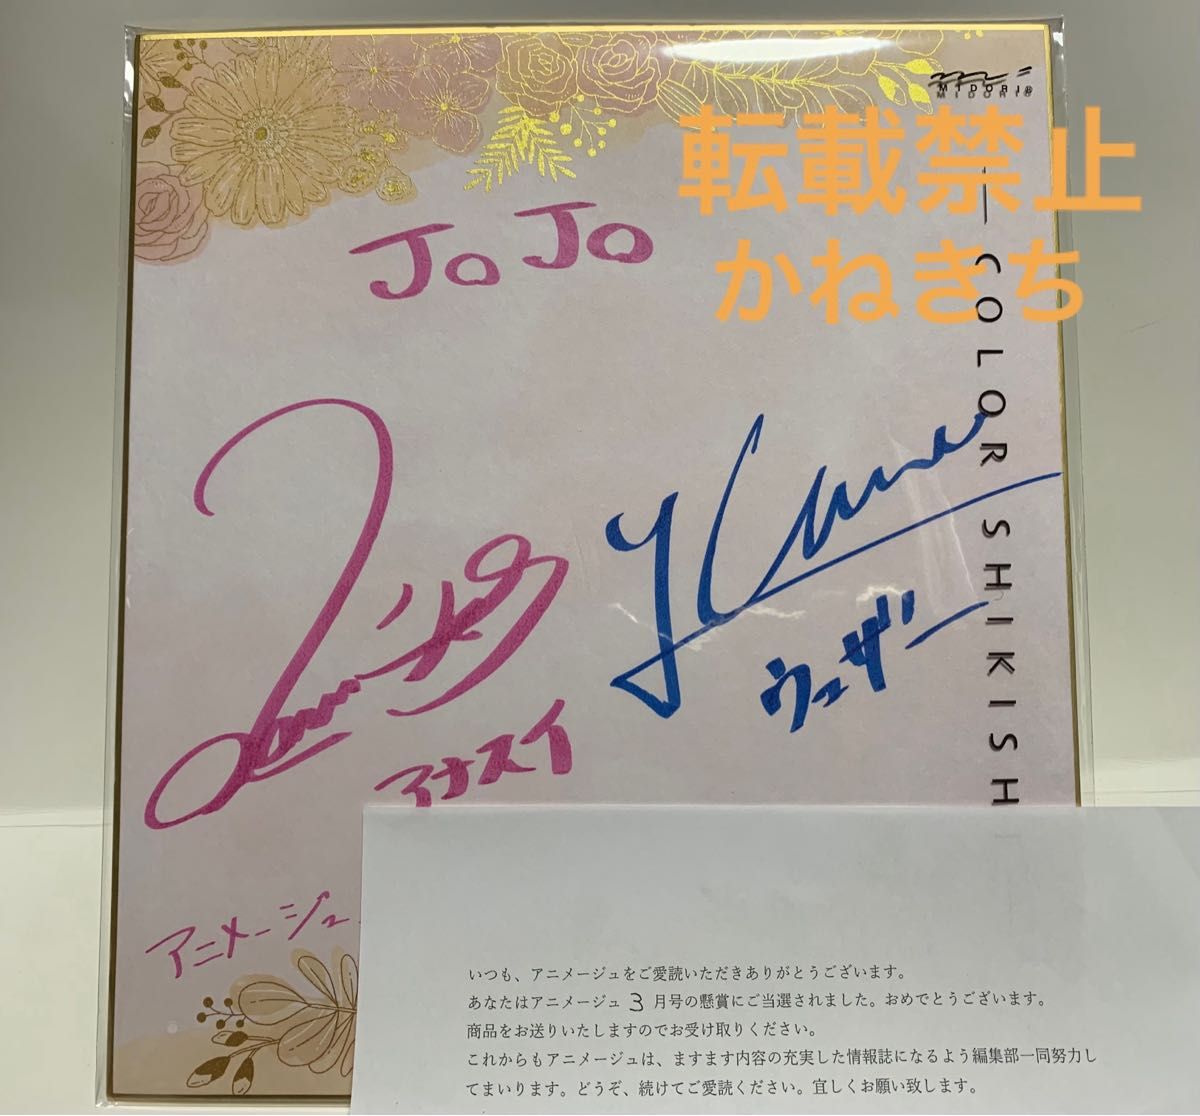 MIDORI®
転載禁止
かねきち
JoJo
COLOR SHIKISHI
ウェザー
アナスイ
アニメージュ
いつも、アニメージュをご愛読いただきありがとうございます。
あなたはアニメージュ 3 月号の懸賞にご当選されました。おめでとうございます。
商品をお送りいたしますのでお受け取りください。
これからもアニメージュは、ますます内容の充実した情報誌になるよう編集部一同努力し
てまいります。どうぞ、続けてご愛読ください。宜しくお願い致します。